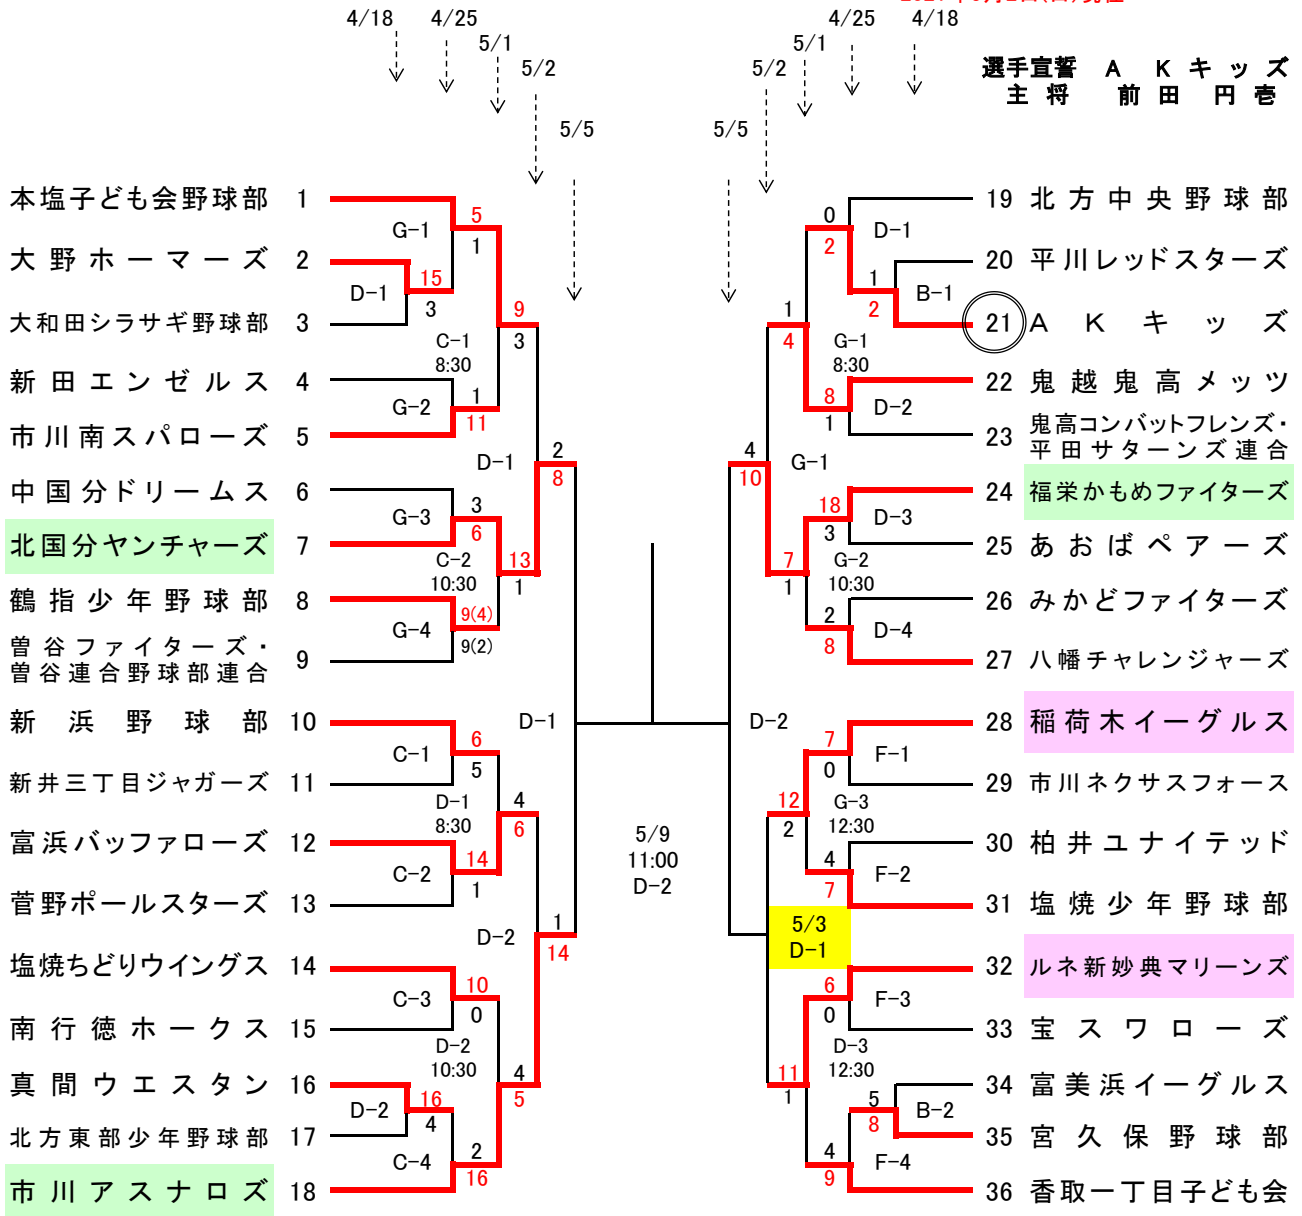 4/18
4/25
5/1
5/2
5/5
5/5
5/2
5/1
4/25
4/18
選手宣誓 A K キッズ
主将 前田 円壱
本塩子ども会野球部 1
大野ホーマーズ 2
大和田シラサギ野球部 3
新田エンゼルス 4
市川南スパローズ 5
中国分ドリームス 6
北国分ヤンチャーズ 7
鶴指少年野球部 8
曽谷ファイターズ・
曽谷連合野球部連合 9
新浜野球部 10
新井三丁目ジャガーズ 11
富浜バッファローズ 12
菅野ポールスターズ 13
塩焼ちどりウイングス 14
南行徳ホークス 15
真間ウエスタン 16
北方東部少年野球部 17
市川アスナロズ 18
D-1
15
3
G-1
5
1
G-2
1
11
C-1
8:30
9
3
G-3
3
6
G-4
9(4)
9(2)
C-2
10:30
13
1
D-1
2
8
C-1
6
5
C-2
14
1
D-1
8:30
4
6
C-3
10
0
D-2
16
4
C-4
2
16
D-2
10:30
4
5
D-2
1
14
D-1
5/9
11:00
D-2
D-2
19 北方中央野球部
20 平川レッドスターズ
21 A K キッズ
22 鬼越鬼高メッツ
23 鬼高コンバットフレンズ・
平田サターンズ連合
24 福栄かもめファイターズ
25 あおばペアーズ
26 みかどファイターズ
27 八幡チャレンジャーズ
28 稲荷木イーグルス
29 市川ネクサスフォース
30 柏井ユナイテッド
31 塩焼少年野球部
32 ルネ新妙典マリーンズ
33 宝スワローズ
34 富美浜イーグルス
35 宮久保野球部
36 香取一丁目子ども会
0
2
D-1
1
2
B-1
1
4
G-1
8:30
8
1
D-2
4
10
G-1
18
3
D-3
7
1
G-2
10:30
2
8
D-4
7
0
F-1
12
2
G-3
12:30
4
7
F-2
5/3
D-1
6
0
F-3
11
1
D-3
12:30
5
8
B-2
4
9
F-4